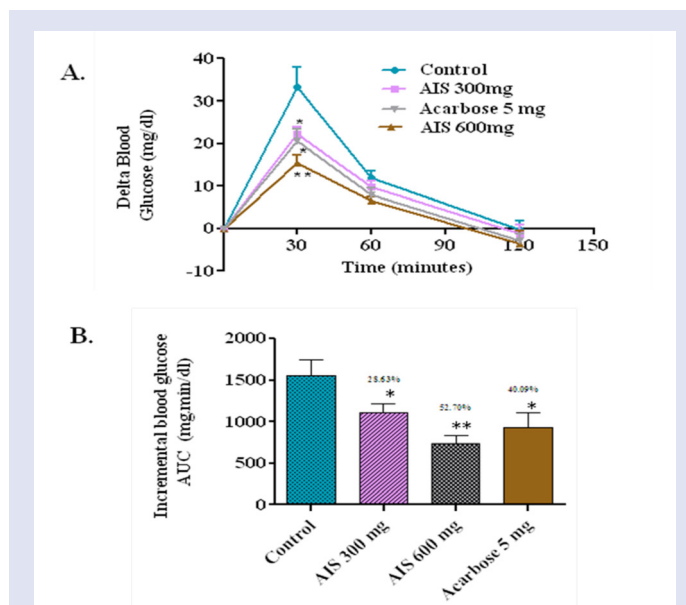 A.
Delta Blood
Glucose (mg/dl)
40
30
20
10
0
-10
30
60
90
120
150
Time (minutes)
Control
AIS 300mg
Acarbose 5 mg
AIS 600mg
*
*
**
B.
Incremental blood glucose
AUC (mg.min/dl)
2000
1500
1000
500
0
28.63%
*
52.70%
**
40.09%
*
Control
AIS 300 mg
AIS 600 mg
Acarbose 5 mg